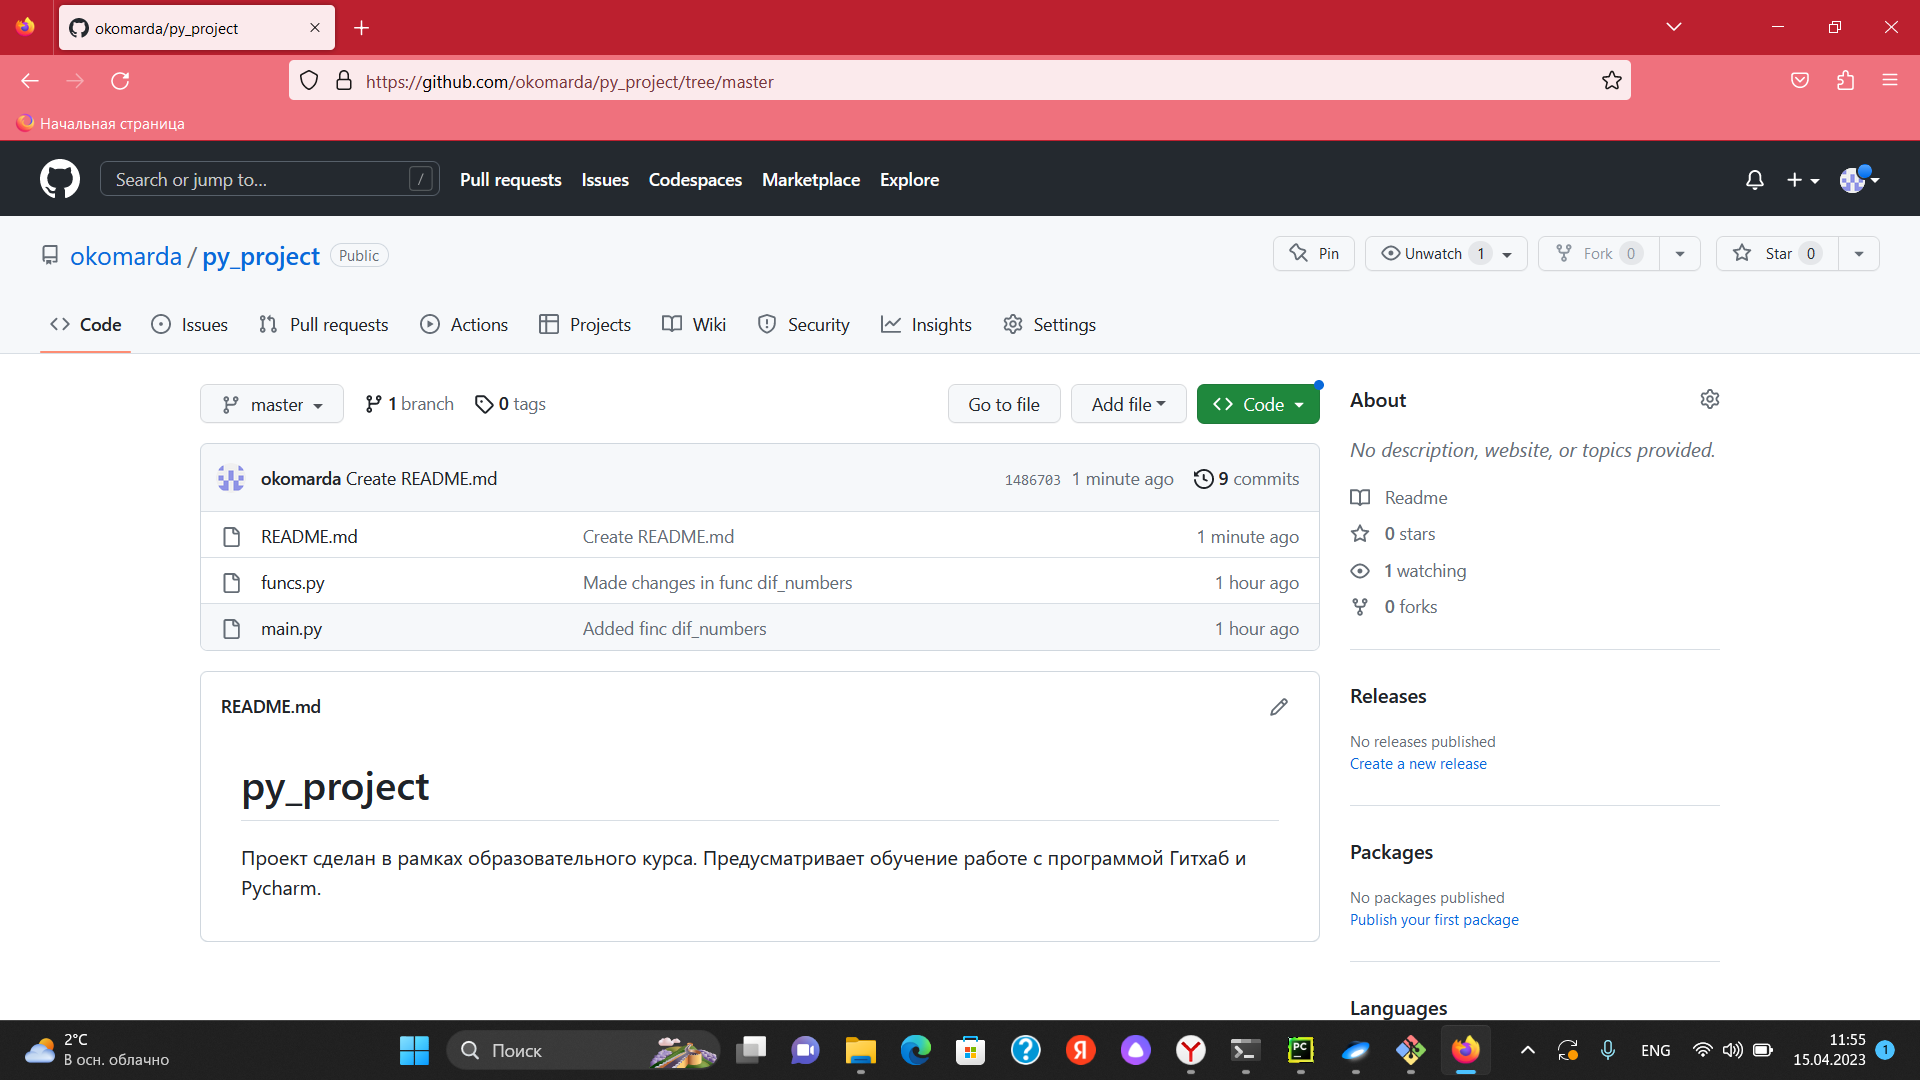 okomarda/py_project
https://github.com/okomarda/py_project/tree/master
Начальная страница
Search or jump to... /
Pull requests Issues Codespaces Marketplace Explore
okomarda / py_project Public
Pin Unwatch 1 Fork 0 Star 0
Code Issues Pull requests Actions Projects Wiki Security Insights Settings
master 1 branch 0 tags Go to file Add file Code
okomarda Create README.md 1486703 1 minute ago 9 commits
README.md Create README.md 1 minute ago
funcs.py Made changes in func dif_numbers 1 hour ago
main.py Added finc dif_numbers 1 hour ago
README.md
py_project
Проект сделан в рамках образовательного курса. Предусматривает обучение работе с программой Гитхаб и
Pycharm.
About
No description, website, or topics provided.
Readme
0 stars
1 watching
0 forks
Releases
No releases published
Create a new release
Packages
No packages published
Publish your first package
Languages
2°C
В осн. облачно
Поиск
Я
PC
ENG
11:55
15.04.2023
1